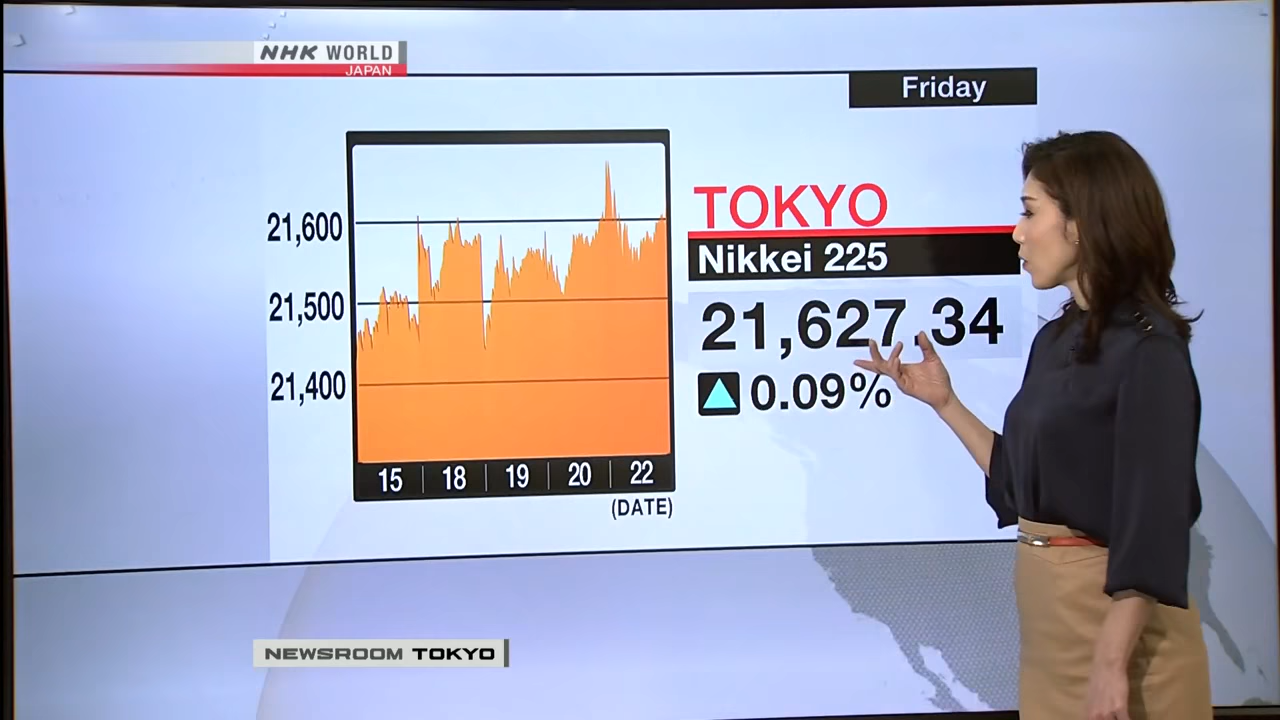 NHK WORLD
JAPAN
Friday
21,600
21,500
21,400
15 18 19 20 22
(DATE)
TOKYO
Nikkei 225
21,627.34
0.09%
NEWSROOM TOKYO